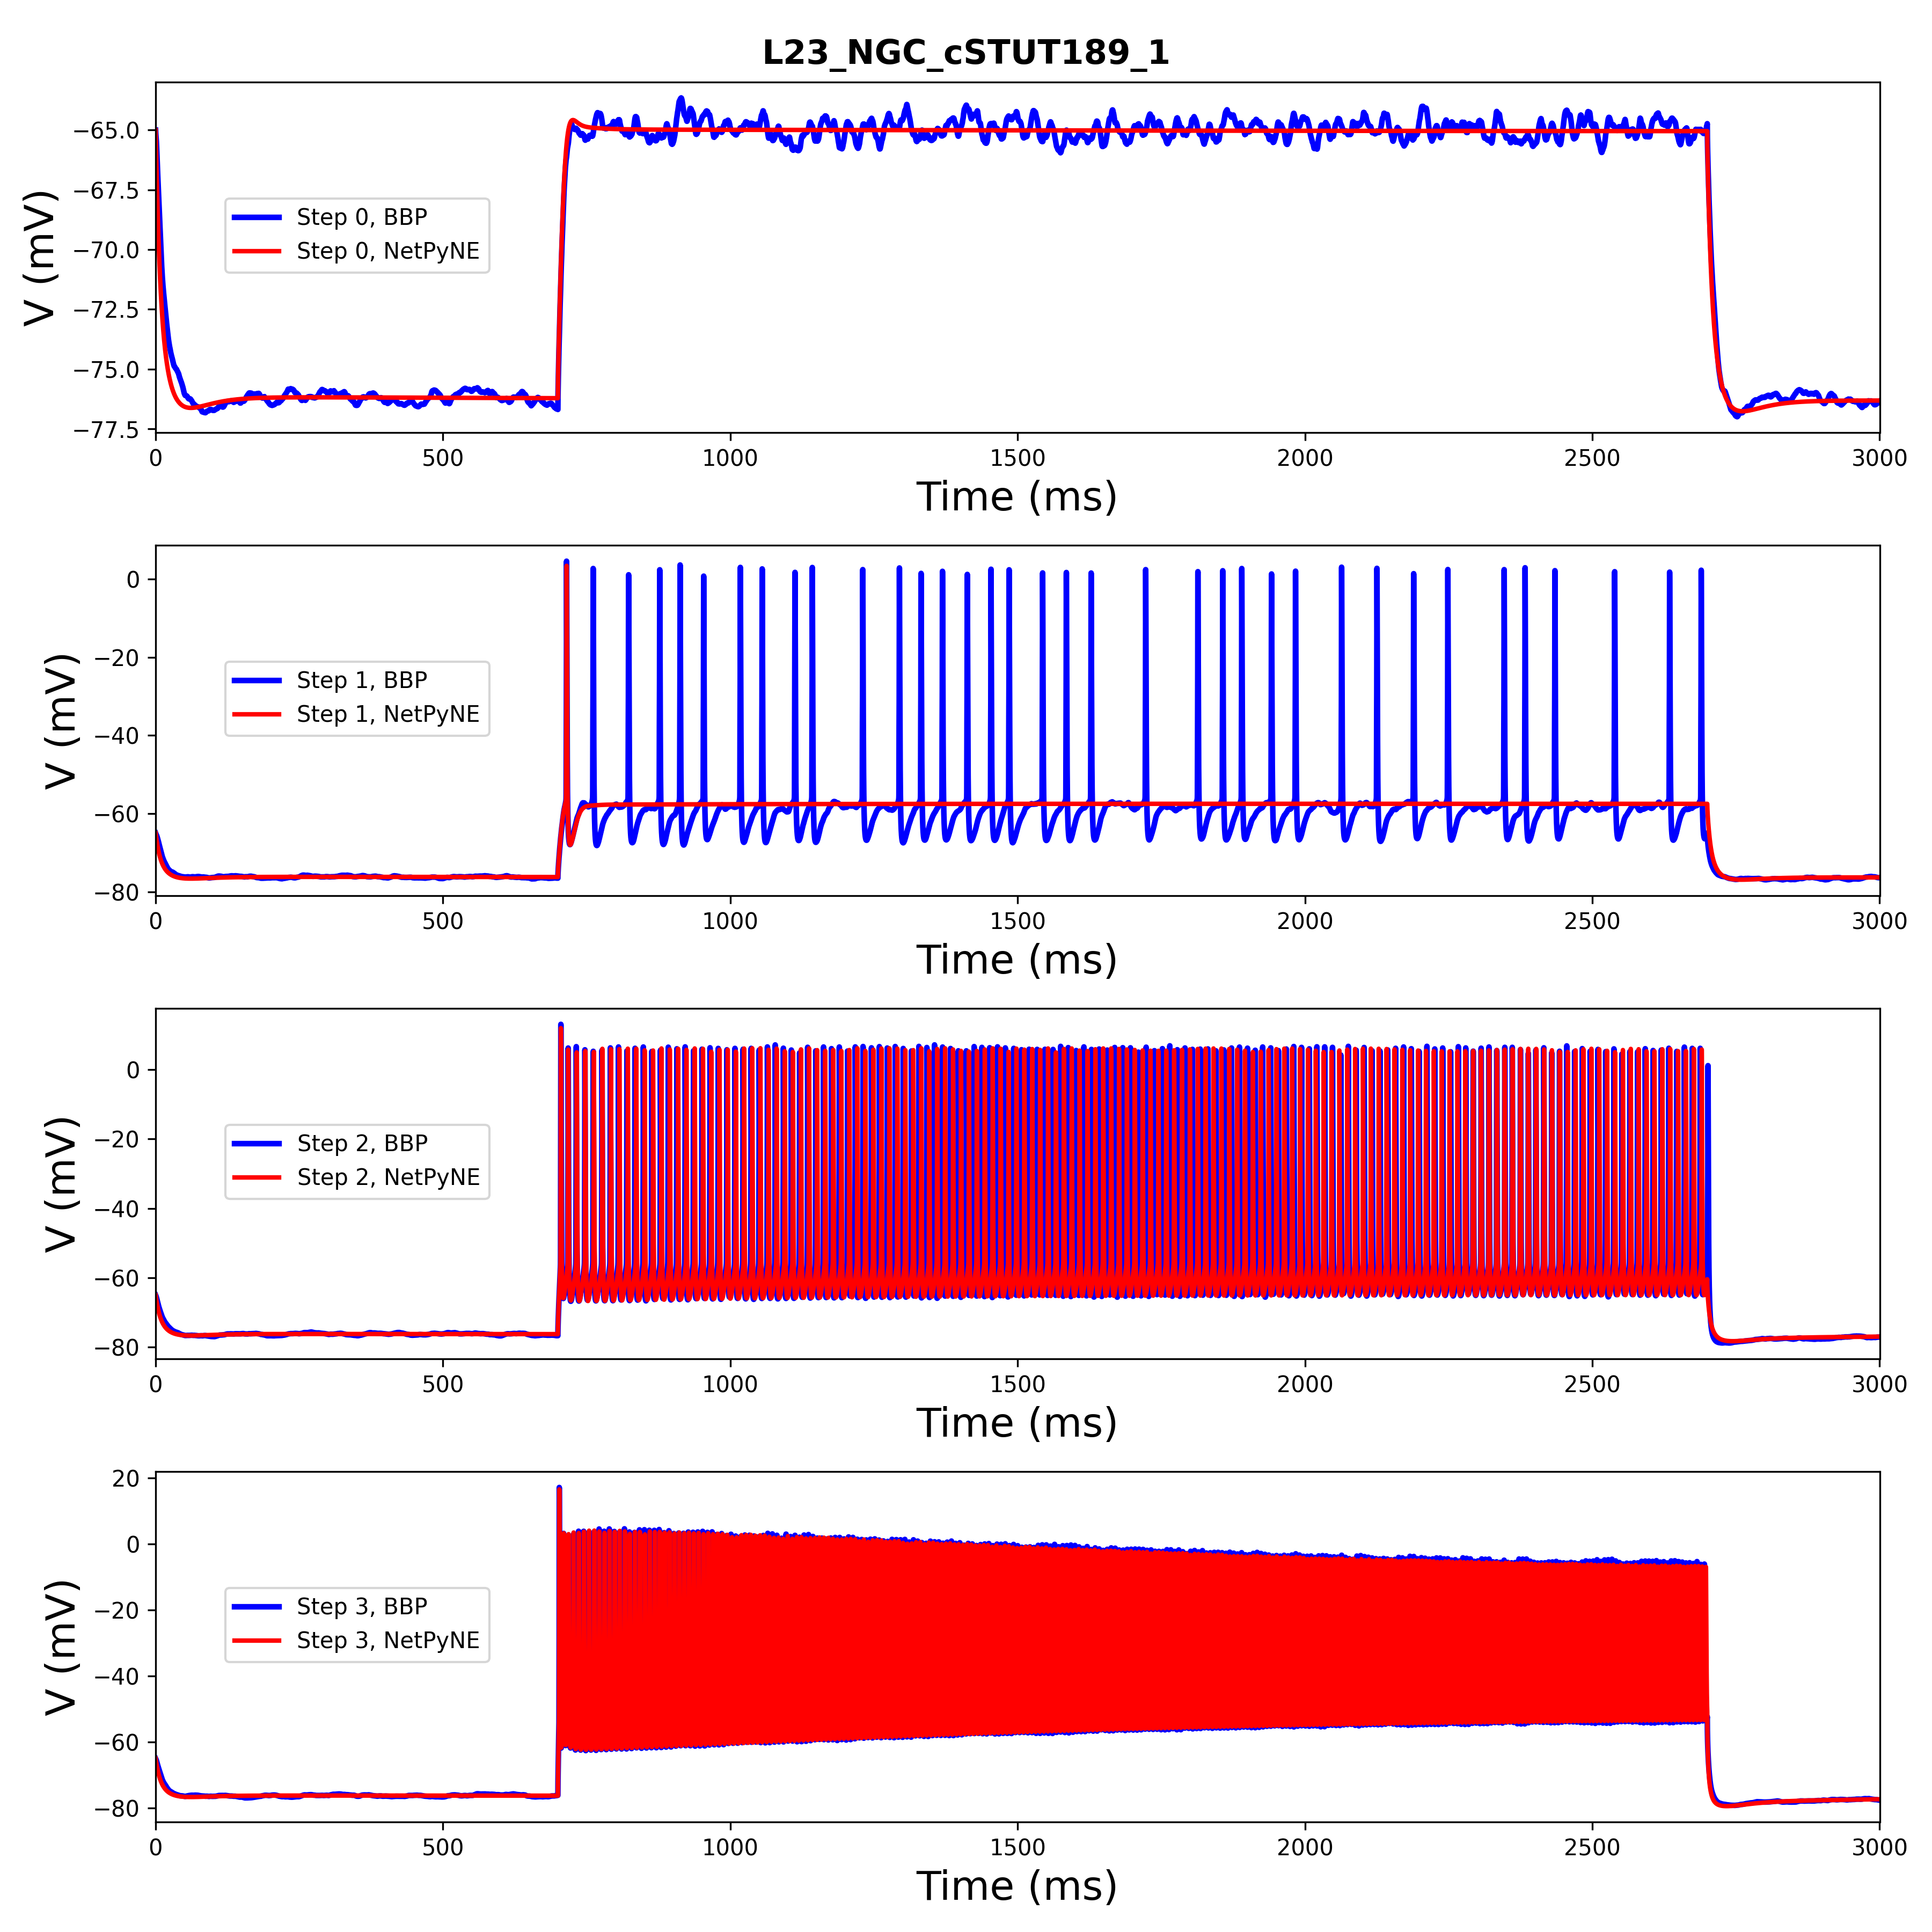 L23_NGC_cSTUT189_1
V (mV)
−65.0
−67.5
−70.0
−72.5
−75.0
−77.5
Step 0, BBP
Step 0, NetPyNE
0 500 1000 1500 2000 2500 3000
Time (ms)
V (mV)
0
−20
−40
−60
−80
Step 1, BBP
Step 1, NetPyNE
0 500 1000 1500 2000 2500 3000
Time (ms)
V (mV)
0
−20
−40
−60
−80
Step 2, BBP
Step 2, NetPyNE
0 500 1000 1500 2000 2500 3000
Time (ms)
V (mV)
20
0
−20
−40
−60
−80
Step 3, BBP
Step 3, NetPyNE
0 500 1000 1500 2000 2500 3000
Time (ms)